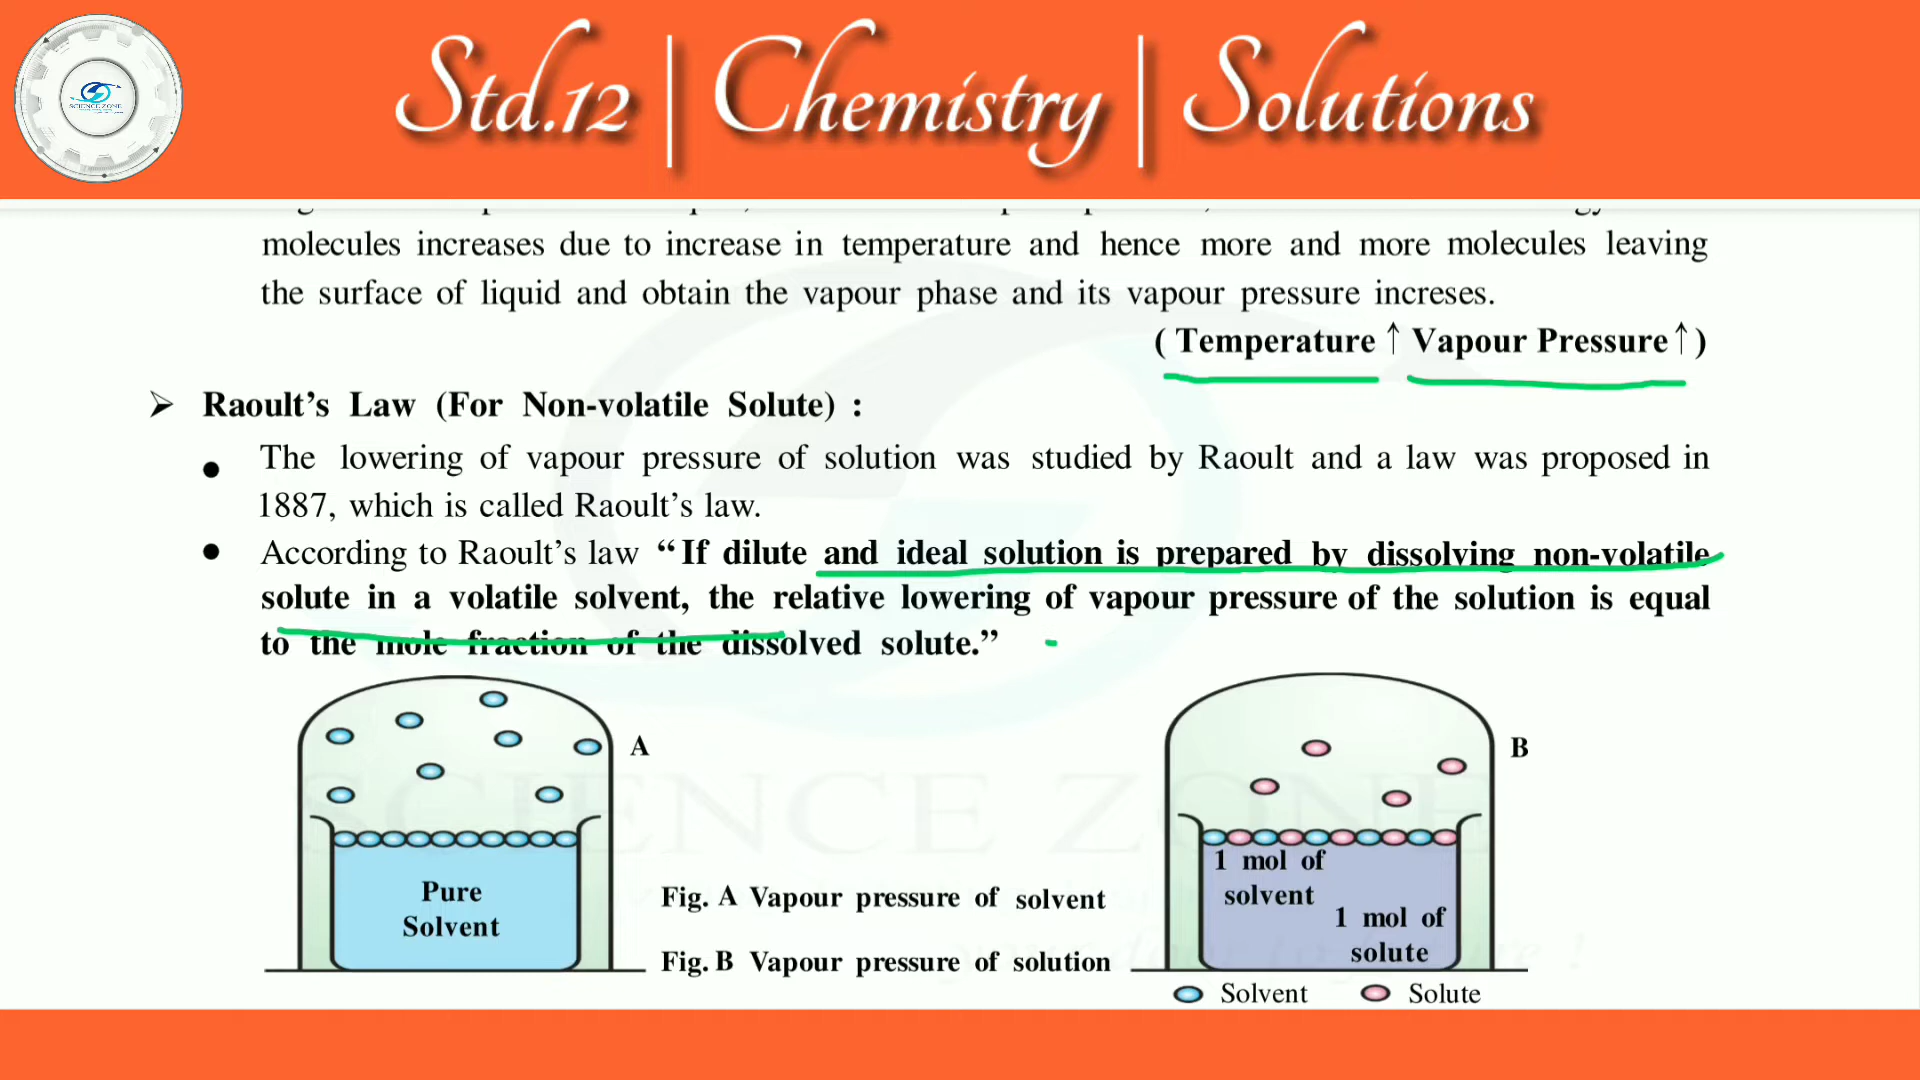 Std.12 | Chemistry | Solutions
SCIENCE ZONE
molecules increases due to increase in temperature and hence more and more molecules leaving
the surface of liquid and obtain the vapour phase and its vapour pressure increses.
( Temperature ↑ Vapour Pressure ↑ )
➢ Raoult’s Law (For Non-volatile Solute) :
● The lowering of vapour pressure of solution was studied by Raoult and a law was proposed in
1887, which is called Raoult’s law.
● According to Raoult’s law “If dilute and ideal solution is prepared by dissolving non-volatile
solute in a volatile solvent, the relative lowering of vapour pressure of the solution is equal
to the mole fraction of the dissolved solute.”
A
Pure
Solvent
Fig. A Vapour pressure of solvent
Fig. B Vapour pressure of solution
B
1 mol of
solvent
1 mol of
solute
Solvent Solute
SCIENCE ZONE